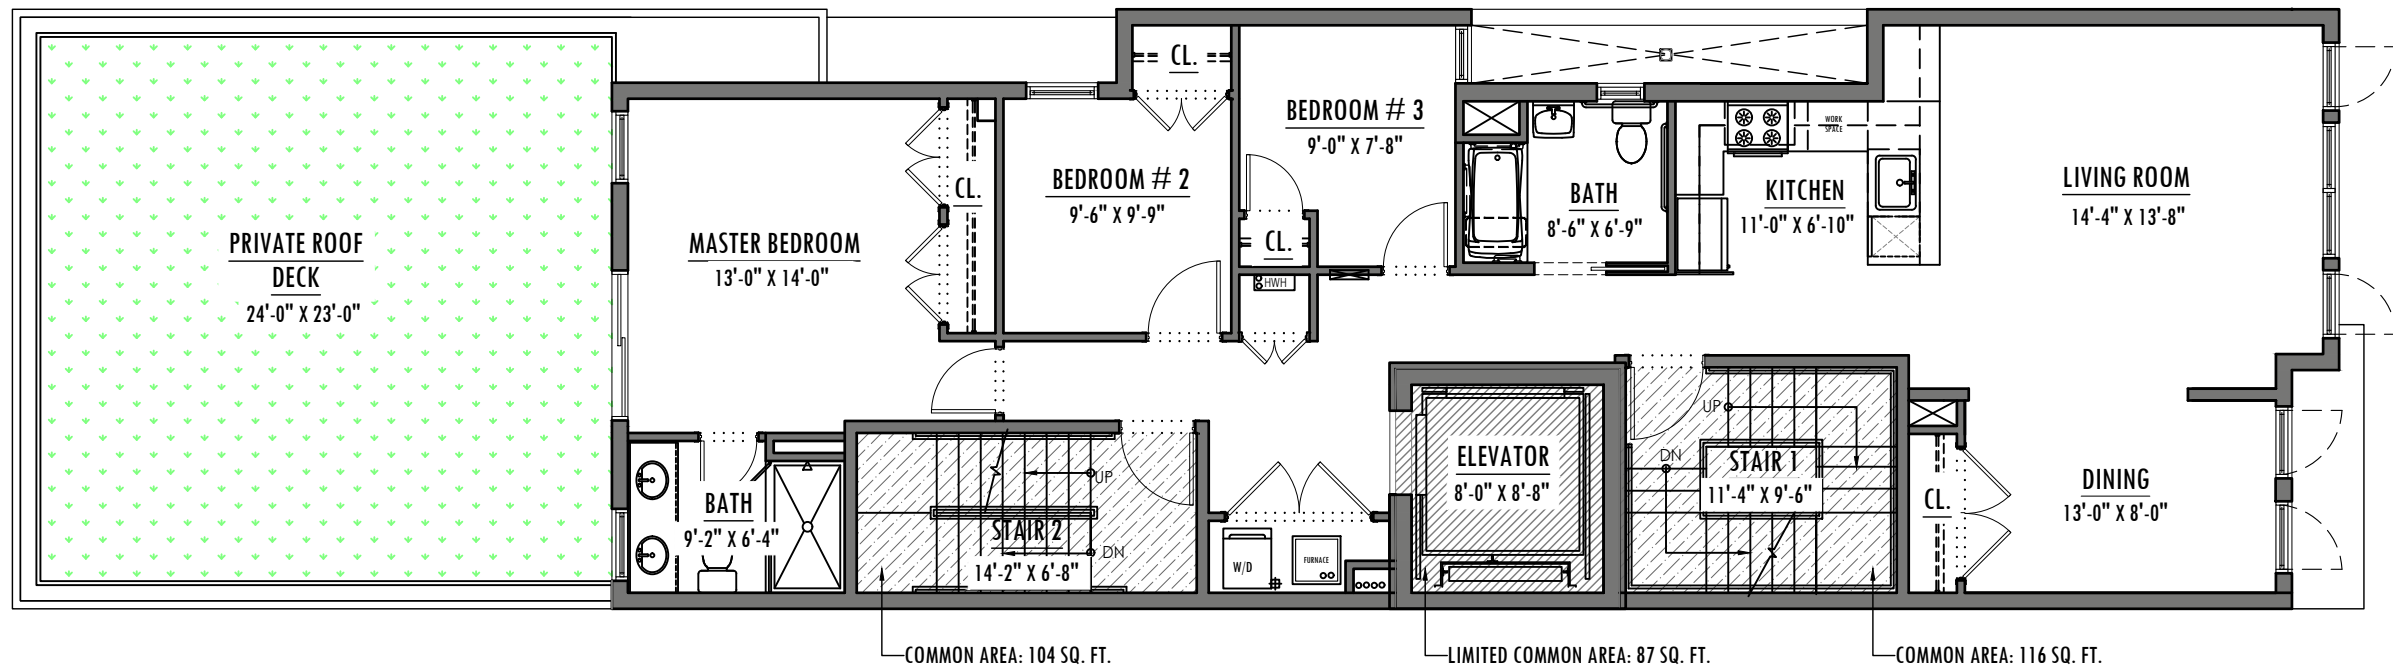 CL.
BEDROOM # 3
9'-0" X 7'-8"
WORK
SPACE
BEDROOM # 2
9'-6" X 9'-9"
CL.
BATH
8'-6" X 6'-9"
KITCHEN
11'-0" X 6'-10"
LIVING ROOM
14'-4" X 13'-8"
PRIVATE ROOF
DECK
24'-0" X 23'-0"
MASTER BEDROOM
13'-0" X 14'-0"
CL.
HWH
UP
DN
STAIR 1
11'-4" X 9'-6"
ELEVATOR
8'-0" X 8'-8"
UP
STAIR 2
14'-2" X 6'-8"
DN
BATH
9'-2" X 6'-4"
W/D
FURNACE
CL.
DINING
13'-0" X 8'-0"
COMMON AREA: 104 SQ. FT.
LIMITED COMMON AREA: 87 SQ. FT.
COMMON AREA: 116 SQ. FT.